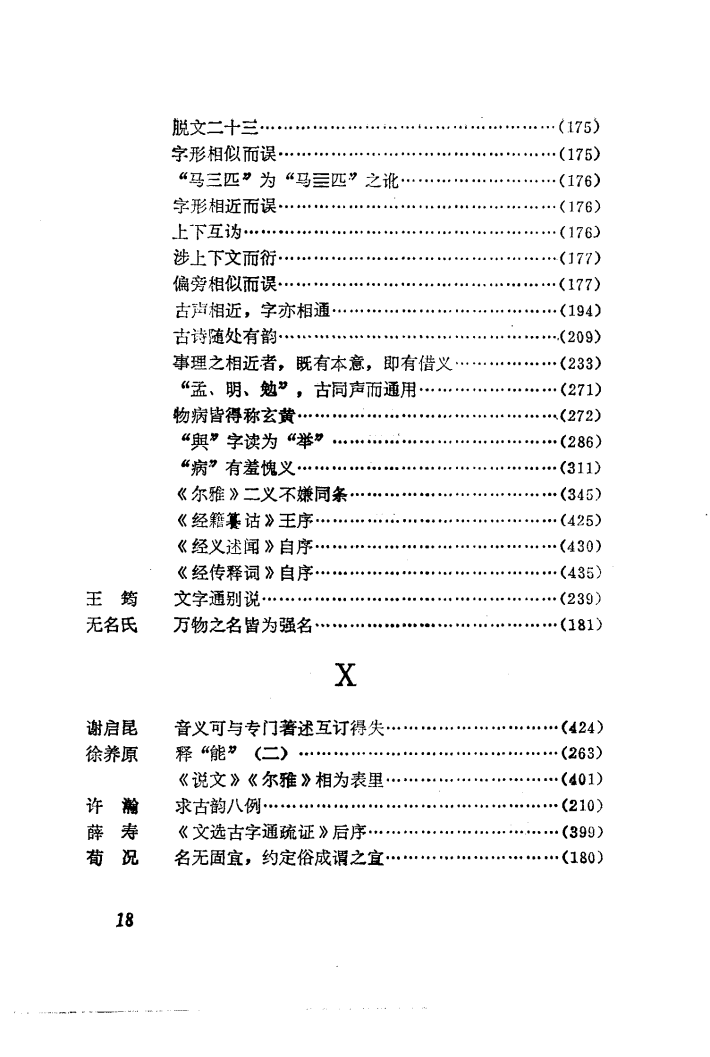 脱文二十三……………………………………(175)
字形相似而误……………………………………(175)
“马三匹”为“马亖匹”之讹……………………(176)
字形相近而误……………………………………(176)
上下互讹……………………………………(176)
涉上下文而衍……………………………………(177)
偏旁相似而误……………………………………(177)
古声相近，字亦相通……………………………(194)
古诗随处有韵……………………………………(209)
事理之相近者，既有本意，即有借义………………(233)
“孟、明、勉”，古同声而通用……………………(271)
物病皆得称玄黄……………………………………(272)
“與”字读为“举”……………………………………(286)
“病”有羞愧义……………………………………(311)
《尔雅》二义不嫌同条……………………………(345)
《经籍籑诂》王序……………………………………(425)
《经义述闻》自序……………………………………(430)
《经传释词》自序……………………………………(435)
王 筠 文字通别说……………………………………(239)
无名氏 万物之名皆为强名……………………………(181)
X
谢启昆 音义可与专门著述互订得失……………………(424)
徐养原 释“能”（二）……………………………………(263)
《说文》《尔雅》相为表里……………………(401)
许 瀚 求古韵八例……………………………………(210)
薛 寿 《文选古字通疏证》后序……………………(399)
荀 况 名无固宜，约定俗成谓之宜……………………(180)
18